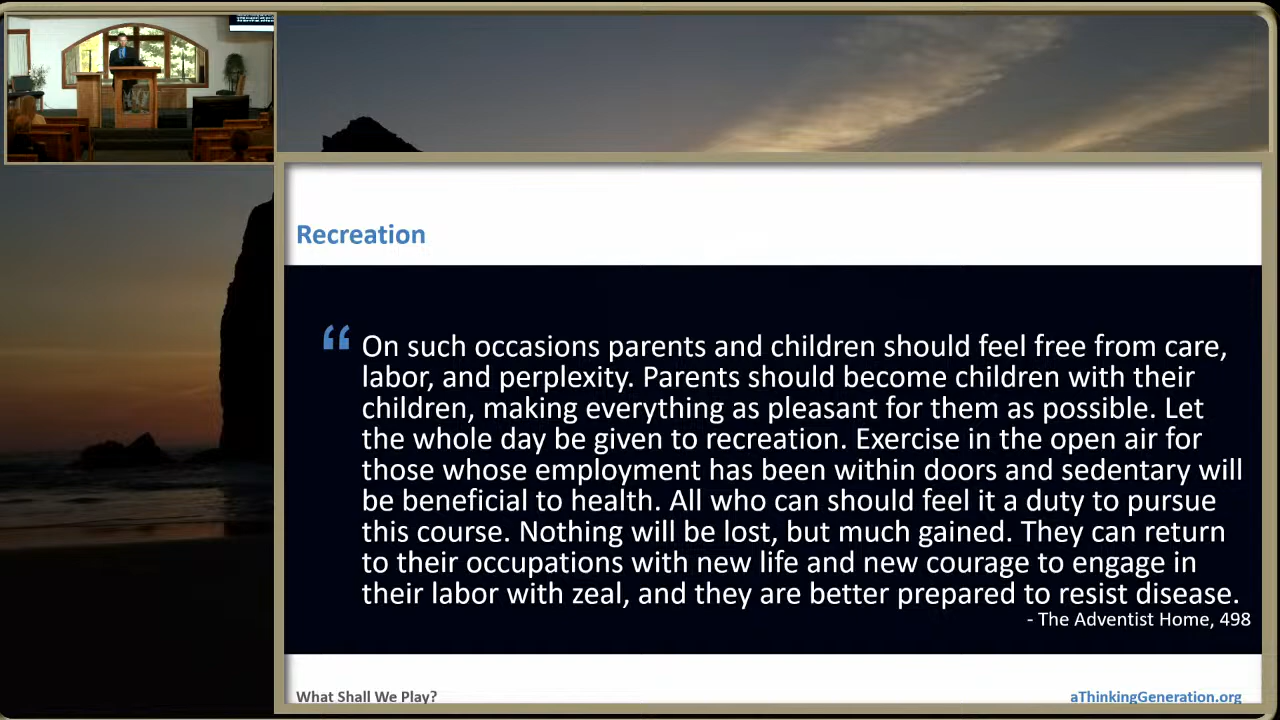 Recreation
“ On such occasions parents and children should feel free from care,
labor, and perplexity. Parents should become children with their
children, making everything as pleasant for them as possible. Let
the whole day be given to recreation. Exercise in the open air for
those whose employment has been within doors and sedentary will
be beneficial to health. All who can should feel it a duty to pursue
this course. Nothing will be lost, but much gained. They can return
to their occupations with new life and new courage to engage in
their labor with zeal, and they are better prepared to resist disease.
- The Adventist Home, 498
What Shall We Play?
aThinkingGeneration.org